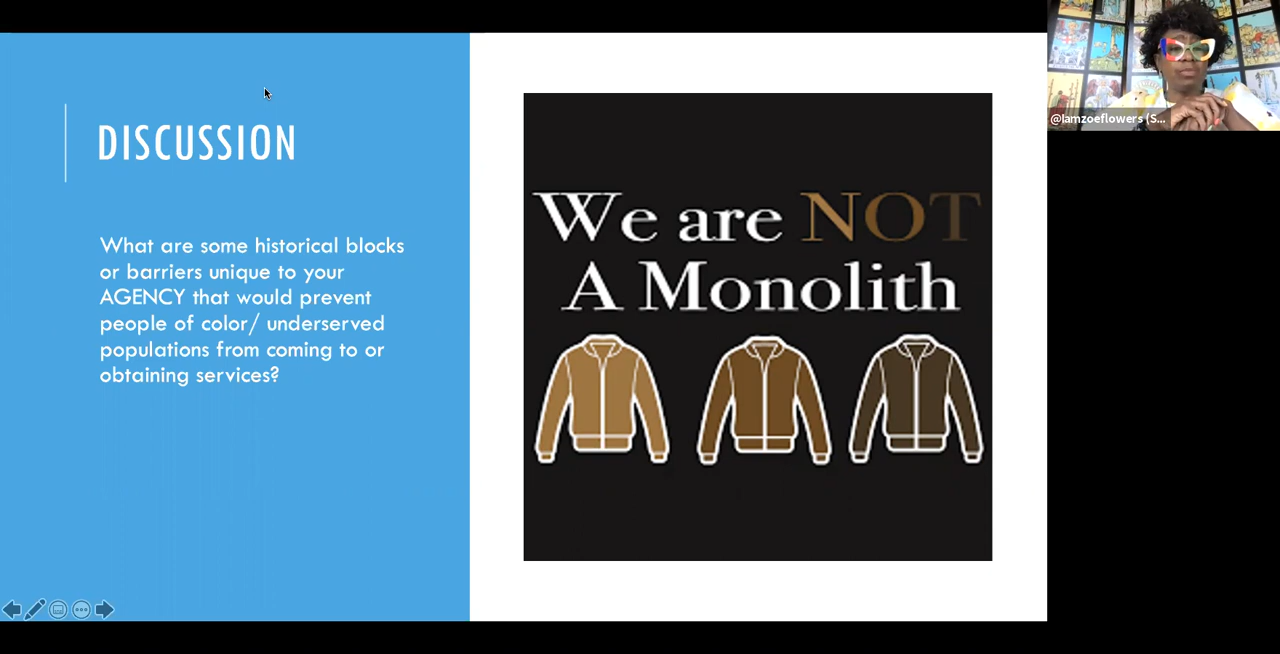 DISCUSSION
What are some historical blocks
or barriers unique to your
AGENCY that would prevent
people of color/ underserved
populations from coming to or
obtaining services?
We are NOT
A Monolith
@Iamzoeflowers (S...